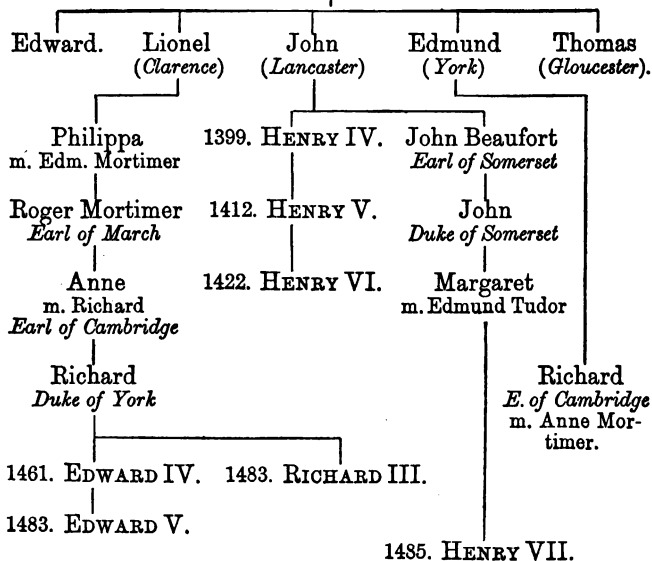 Edward. Lionel John Edmund Thomas
(Clarence) (Lancaster) (York) (Gloucester).
Philippa 1399. HENRY IV. John Beaufort
m. Edm. Mortimer Earl of Somerset
Roger Mortimer 1412. HENRY V. John
Earl of March Duke of Somerset
Anne 1422. HENRY VI. Margaret
m. Richard m. Edmund Tudor
Earl of Cambridge
Richard Richard
Duke of York E. of Cambridge
m. Anne Mor-
timer.
1461. EDWARD IV. 1483. RICHARD III.
1483. EDWARD V.
1485. HENRY VII.